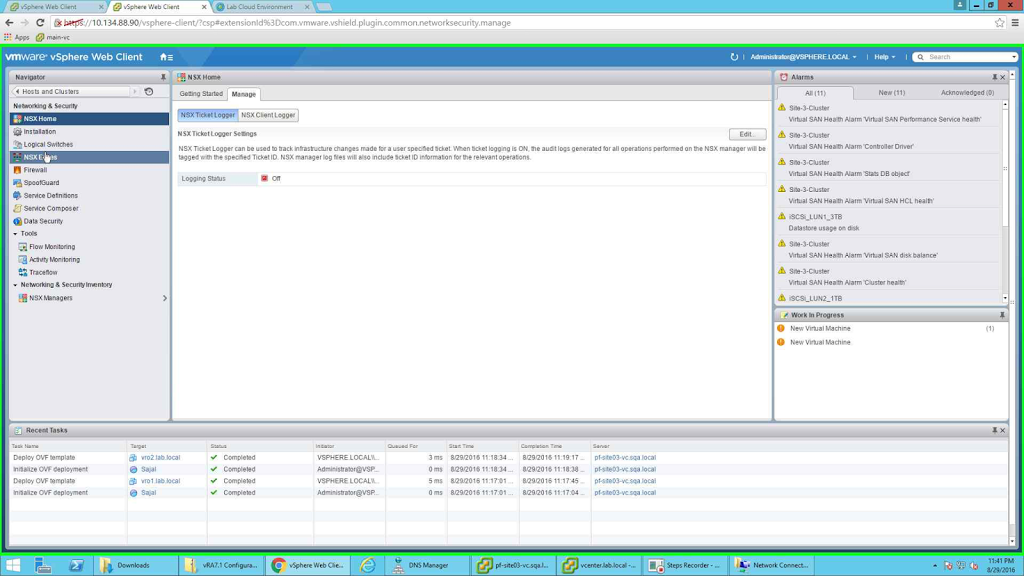 vSphere Web Client
vSphere Web Client
Lab Cloud Environment
https://10.134.88.90/vsphere-client/?csp#extensionId%3Dcom.vmware.vshield.plugin.common.networksecurity.manage
Apps main-vc
vmware vSphere Web Client
Administrator@VSPHERE.LOCAL Help Search
Navigator
Hosts and Clusters
Networking & Security
NSX Home
Installation
Logical Switches
NSX
Firewall
SpoofGuard
Service Definitions
Service Composer
Data Security
Tools
Flow Monitoring
Activity Monitoring
Traceflow
Networking & Security Inventory
NSX Managers
NSX Home
Getting Started Manage
NSX Ticket Logger NSX Client Logger
NSX Ticket Logger Settings
Edit...
NSX Ticket Logger can be used to track infrastructure changes made for a user specified ticket. When ticket logging is ON, the audit logs generated for all operations performed on the NSX manager will be
tagged with the specified Ticket ID. NSX manager log files will also include ticket ID information for the relevant operations.
Logging Status Off
Alarms
All (11) New (11) Acknowledged (0)
Site-3-Cluster
Virtual SAN Health Alarm 'Virtual SAN Performance Service health'
Site-3-Cluster
Virtual SAN Health Alarm 'Controller Driver'
Site-3-Cluster
Virtual SAN Health Alarm 'Stats DB object'
Site-3-Cluster
Virtual SAN Health Alarm 'Virtual SAN HCL health'
iSCSi_LUN1_3TB
Datastore usage on disk
Site-3-Cluster
Virtual SAN Health Alarm 'Virtual SAN disk balance'
Site-3-Cluster
Virtual SAN Health Alarm 'Cluster health'
iSCSi_LUN2_1TB
Work In Progress
New Virtual Machine (1)
New Virtual Machine
Recent Tasks
Task Name Target Status Initiator Queued For Start Time Completion Time Server
Deploy OVF template vro2.lab.local Completed VSPHERE.LOCAL\\... 3 ms 8/29/2016 11:18:34 ... 8/29/2016 11:19:17 ... pf-site03-vc.sqa.local
Initialize OVF deployment Sajal Completed Administrator@VSP... 0 ms 8/29/2016 11:18:34 ... 8/29/2016 11:18:38 ... pf-site03-vc.sqa.local
Deploy OVF template vro1.lab.local Completed VSPHERE.LOCAL\\... 5 ms 8/29/2016 11:17:01 ... 8/29/2016 11:17:45 ... pf-site03-vc.sqa.local
Initialize OVF deployment Sajal Completed Administrator@VSP... 0 ms 8/29/2016 11:17:01 ... 8/29/2016 11:17:04 ... pf-site03-vc.sqa.local
Downloads
vRA7.1 Configura...
vSphere Web Clie...
DNS Manager
pf-site03-vc.sqa.l...
vcenter.lab.local -...
Steps Recorder - ...
Network Connect...
11:41 PM
8/29/2016